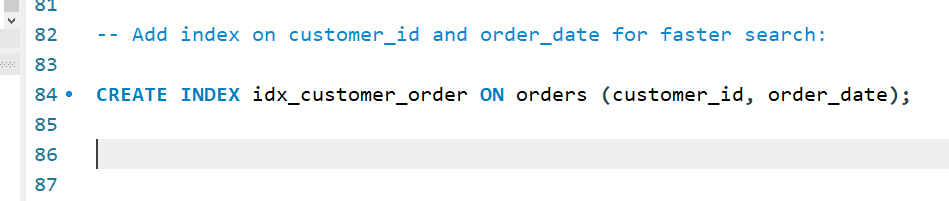 81
82 -- Add index on customer_id and order_date for faster search:
83
84 CREATE INDEX idx_customer_order ON orders (customer_id, order_date);
85
86
87